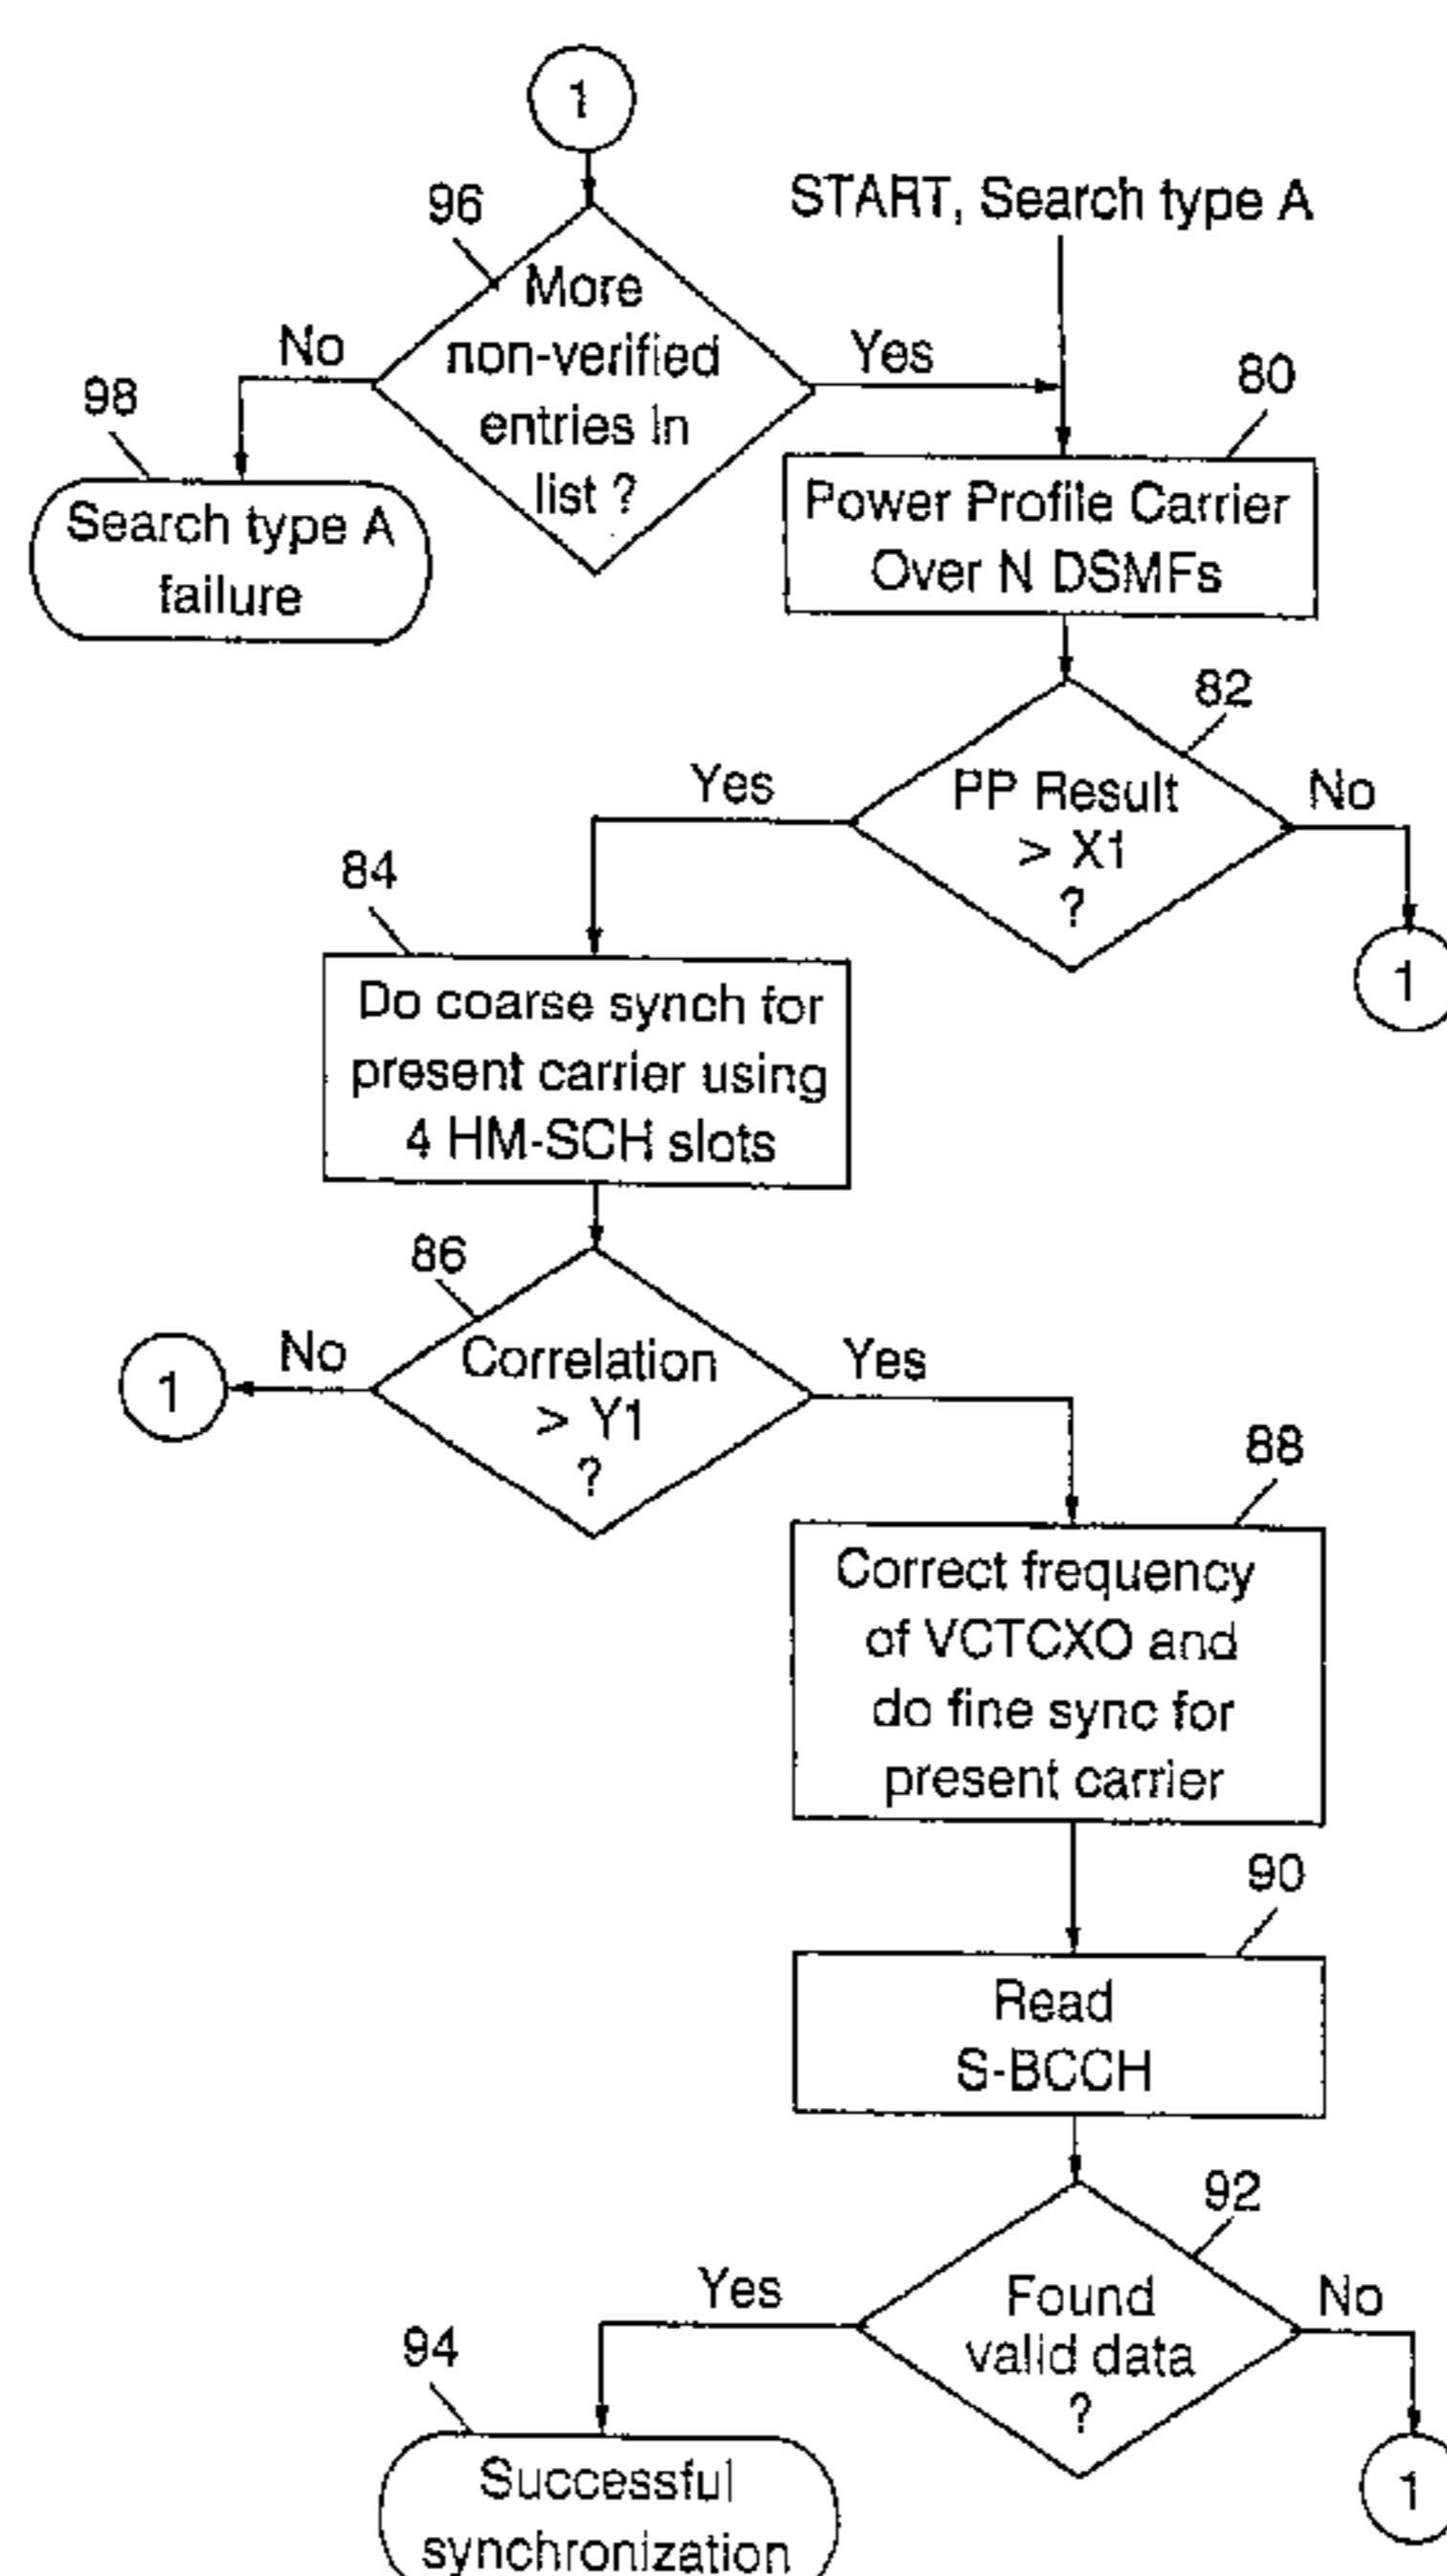 1
96
START, Search type A
More
non-verified
entries in
list ?
No
Yes
98
80
Search type A
failure
Power Profile Carrier
Over N DSMFs
82
PP Result
> X1
?
Yes
No
1
84
Do coarse synch for
present carrier using
4 HM-SCH slots
86
Correlation
> Y1
?
No
1
Yes
88
Correct frequency
of VCTCXO and
do fine sync for
present carrier
90
Read
S-BCCH
92
Found
valid data
?
Yes
No
1
94
Successful
synchronization